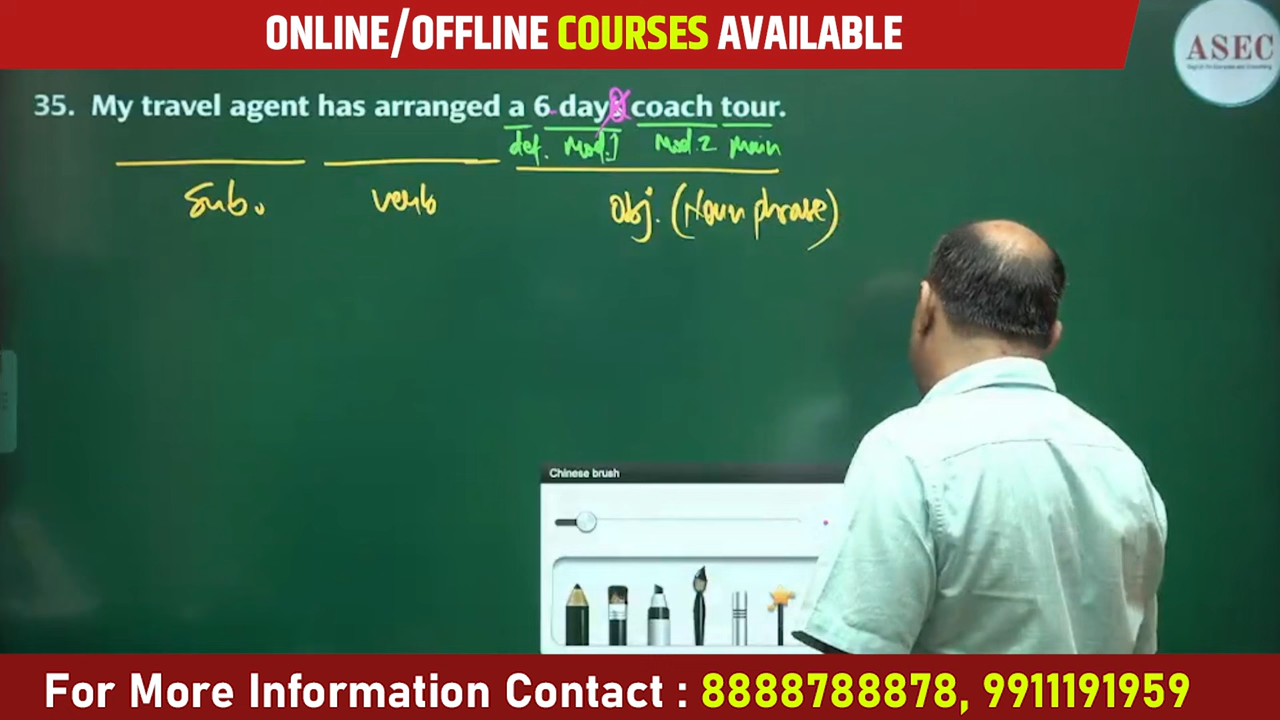 ONLINE/OFFLINE COURSES AVAILABLE
ASEC
35. My travel agent has arranged a 6-days coach tour.
det. Mod.1 Mod.2 Main
Sub. verb Obj. (Noun phrase)
Chinese brush
For More Information Contact : 8888788878, 9911191959